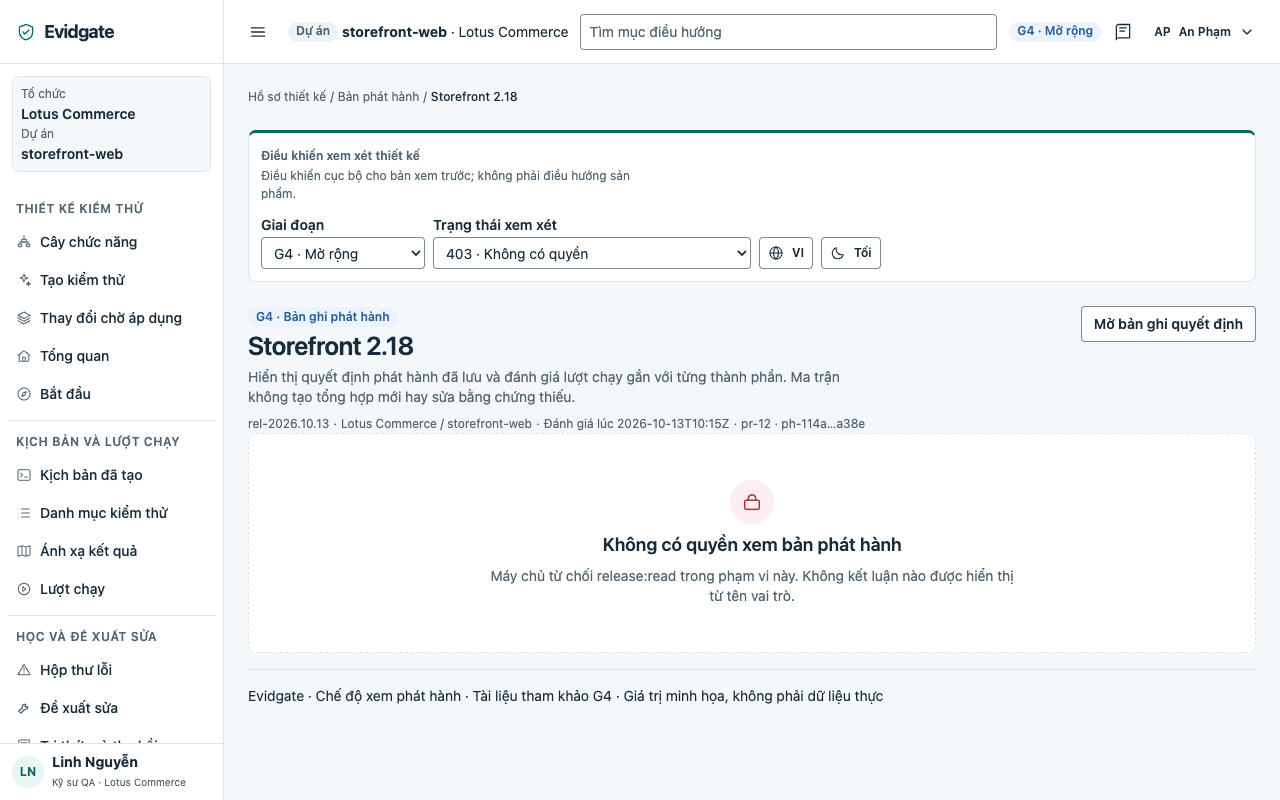 Evidgate
Dự án storefront-web · Lotus Commerce
Tìm mục điều hướng
G4 · Mở rộng
AP An Phạm
Tổ chức
Lotus Commerce
Dự án
storefront-web
THIẾT KẾ KIỂM THỬ
Cây chức năng
Tạo kiểm thử
Thay đổi chờ áp dụng
Tổng quan
Bắt đầu
KỊCH BẢN VÀ LƯỢT CHẠY
Kịch bản đã tạo
Danh mục kiểm thử
Ánh xạ kết quả
Lượt chạy
HỌC VÀ ĐỀ XUẤT SỬA
Hộp thư lỗi
Đề xuất sửa
LN
Linh Nguyễn
Kỹ sư QA · Lotus Commerce
Hồ sơ thiết kế / Bản phát hành / Storefront 2.18
Điều khiển xem xét thiết kế
Điều khiển cục bộ cho bản xem trước; không phải điều hướng sản
phẩm.
Giai đoạn
Trạng thái xem xét
G4 · Mở rộng
403 · Không có quyền
VI
Tối
G4 · Bản ghi phát hành
Storefront 2.18
Mở bản ghi quyết định
Hiển thị quyết định phát hành đã lưu và đánh giá lượt chạy gắn với từng thành phần. Ma trận
không tạo tổng hợp mới hay sửa bằng chứng thiếu.
rel-2026.10.13 · Lotus Commerce / storefront-web · Đánh giá lúc 2026-10-13T10:15Z · pr-12 · ph-114a…a38e
Không có quyền xem bản phát hành
Máy chủ từ chối release:read trong phạm vi này. Không kết luận nào được hiển thị
từ tên vai trò.
Evidgate · Chế độ xem phát hành · Tài liệu tham khảo G4 · Giá trị minh họa, không phải dữ liệu thực